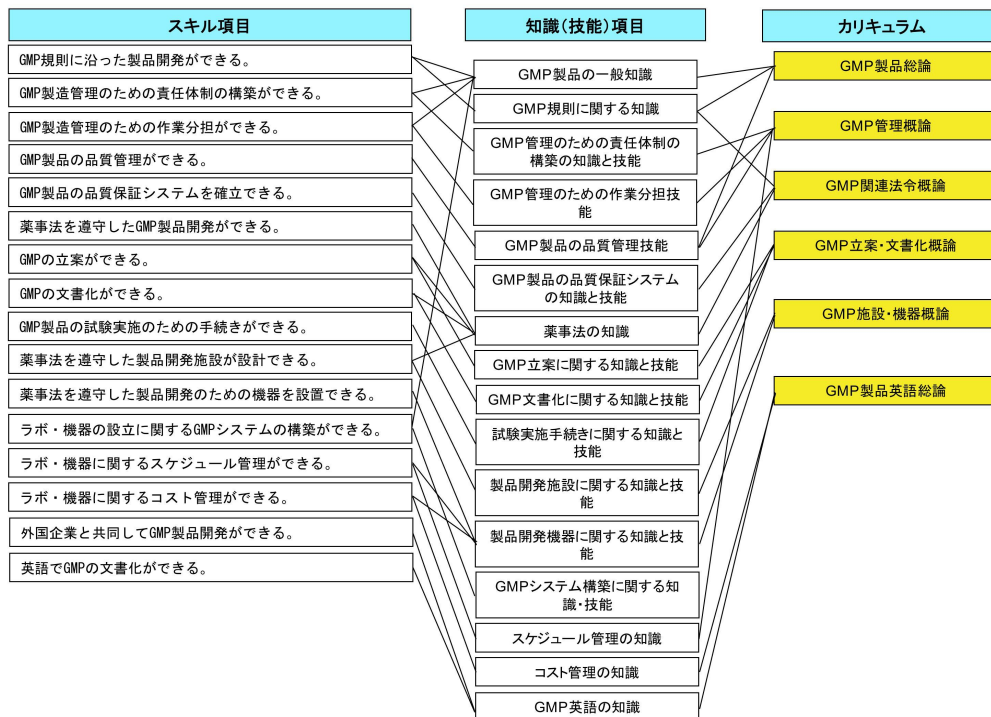 スキル項目
GMP規則に沿った製品開発ができる。
GMP製造管理のための責任体制の構築ができる。
GMP製造管理のための作業分担ができる。
GMP製品の品質管理ができる。
GMP製品の品質保証システムを確立できる。
薬事法を遵守したGMP製品開発ができる。
GMPの立案ができる。
GMPの文書化ができる。
GMP製品の試験実施のための手続きができる。
薬事法を遵守した製品開発施設が設計できる。
薬事法を遵守した製品開発のための機器を設置できる。
ラボ・機器の設立に関するGMPシステムの構築ができる。
ラボ・機器に関するスケジュール管理ができる。
ラボ・機器に関するコスト管理ができる。
外国企業と共同してGMP製品開発ができる。
英語でGMPの文書化ができる。
知識(技能)項目
GMP製品の一般知識
GMP規則に関する知識
GMP管理のための責任体制の
構築の知識と技能
GMP管理のための作業分担技
能
GMP製品の品質管理技能
GMP製品の品質保証システム
の知識と技能
薬事法の知識
GMP立案に関する知識と技能
GMP文書化に関する知識と技能
試験実施手続きに関する知識と
技能
製品開発施設に関する知識と技
能
製品開発機器に関する知識と技
能
GMPシステム構築に関する知
識・技能
スケジュール管理の知識
コスト管理の知識
GMP英語の知識
カリキュラム
GMP製品総論
GMP管理概論
GMP関連法令概論
GMP立案・文書化概論
GMP施設・機器概論
GMP製品英語総論